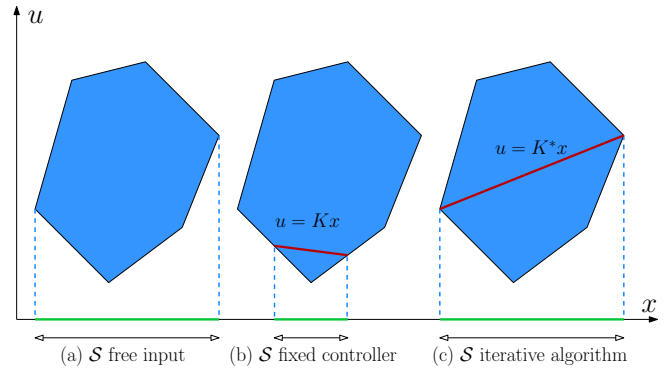 u
u = K*x
u = Kx
x
(a) S free input
(b) S fixed controller
(c) S iterative algorithm